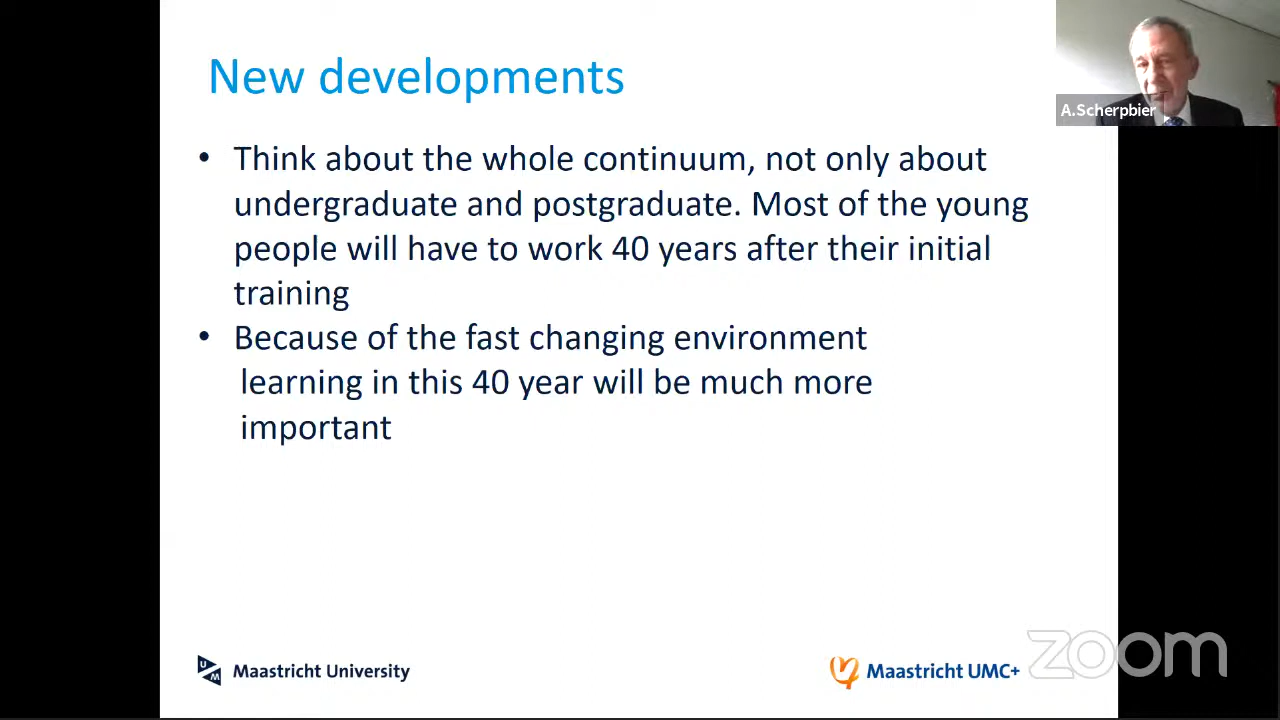 New developments
A.Scherpbier
• Think about the whole continuum, not only about
undergraduate and postgraduate. Most of the young
people will have to work 40 years after their initial
training
• Because of the fast changing environment
learning in this 40 year will be much more
important
UM
Maastricht University
Maastricht UMC+
zoom